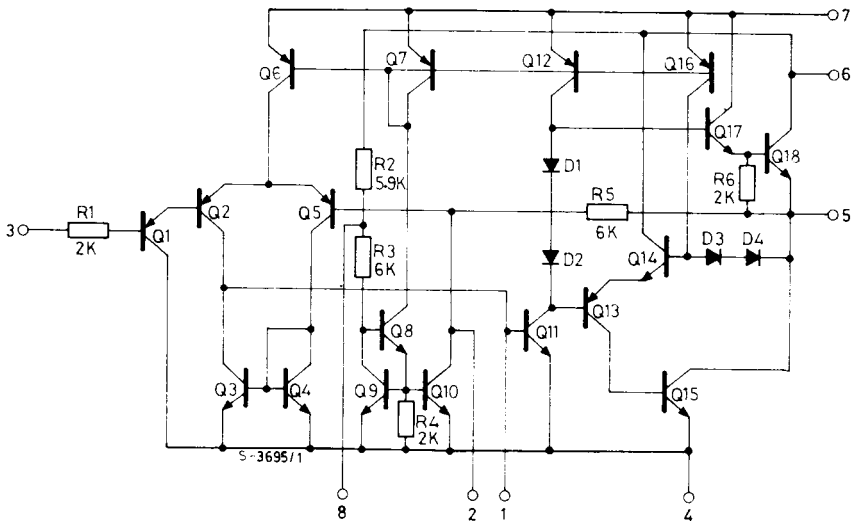 7
Q6
Q7
Q12
Q16
6
Q17
Q18
D1
R2
5.9K
R6
2K
R5
6K
5
3
R1
2K
Q1
Q2
Q5
R3
6K
D2
Q14
D3
D4
Q8
Q11
Q13
Q3
Q4
Q9
Q10
R4
2K
Q15
S-3695/1
8
2
1
4